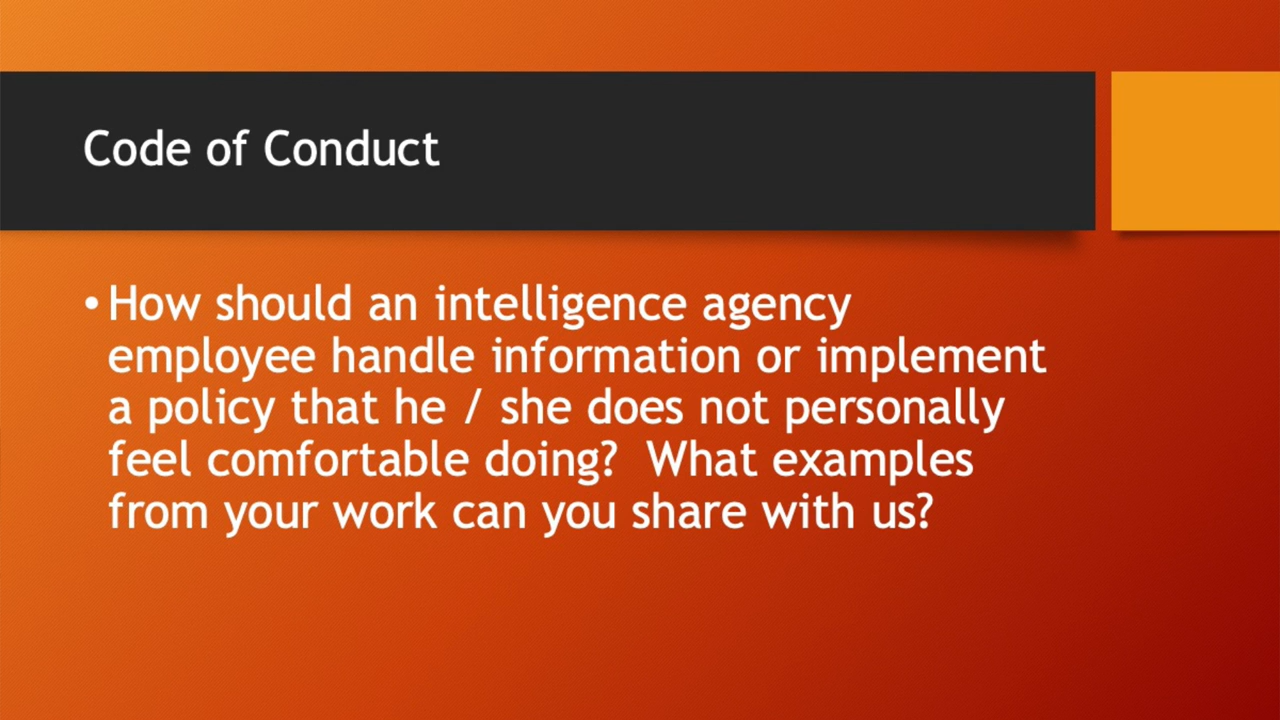 Code of Conduct
• How should an intelligence agency
employee handle information or implement
a policy that he / she does not personally
feel comfortable doing?  What examples
from your work can you share with us?